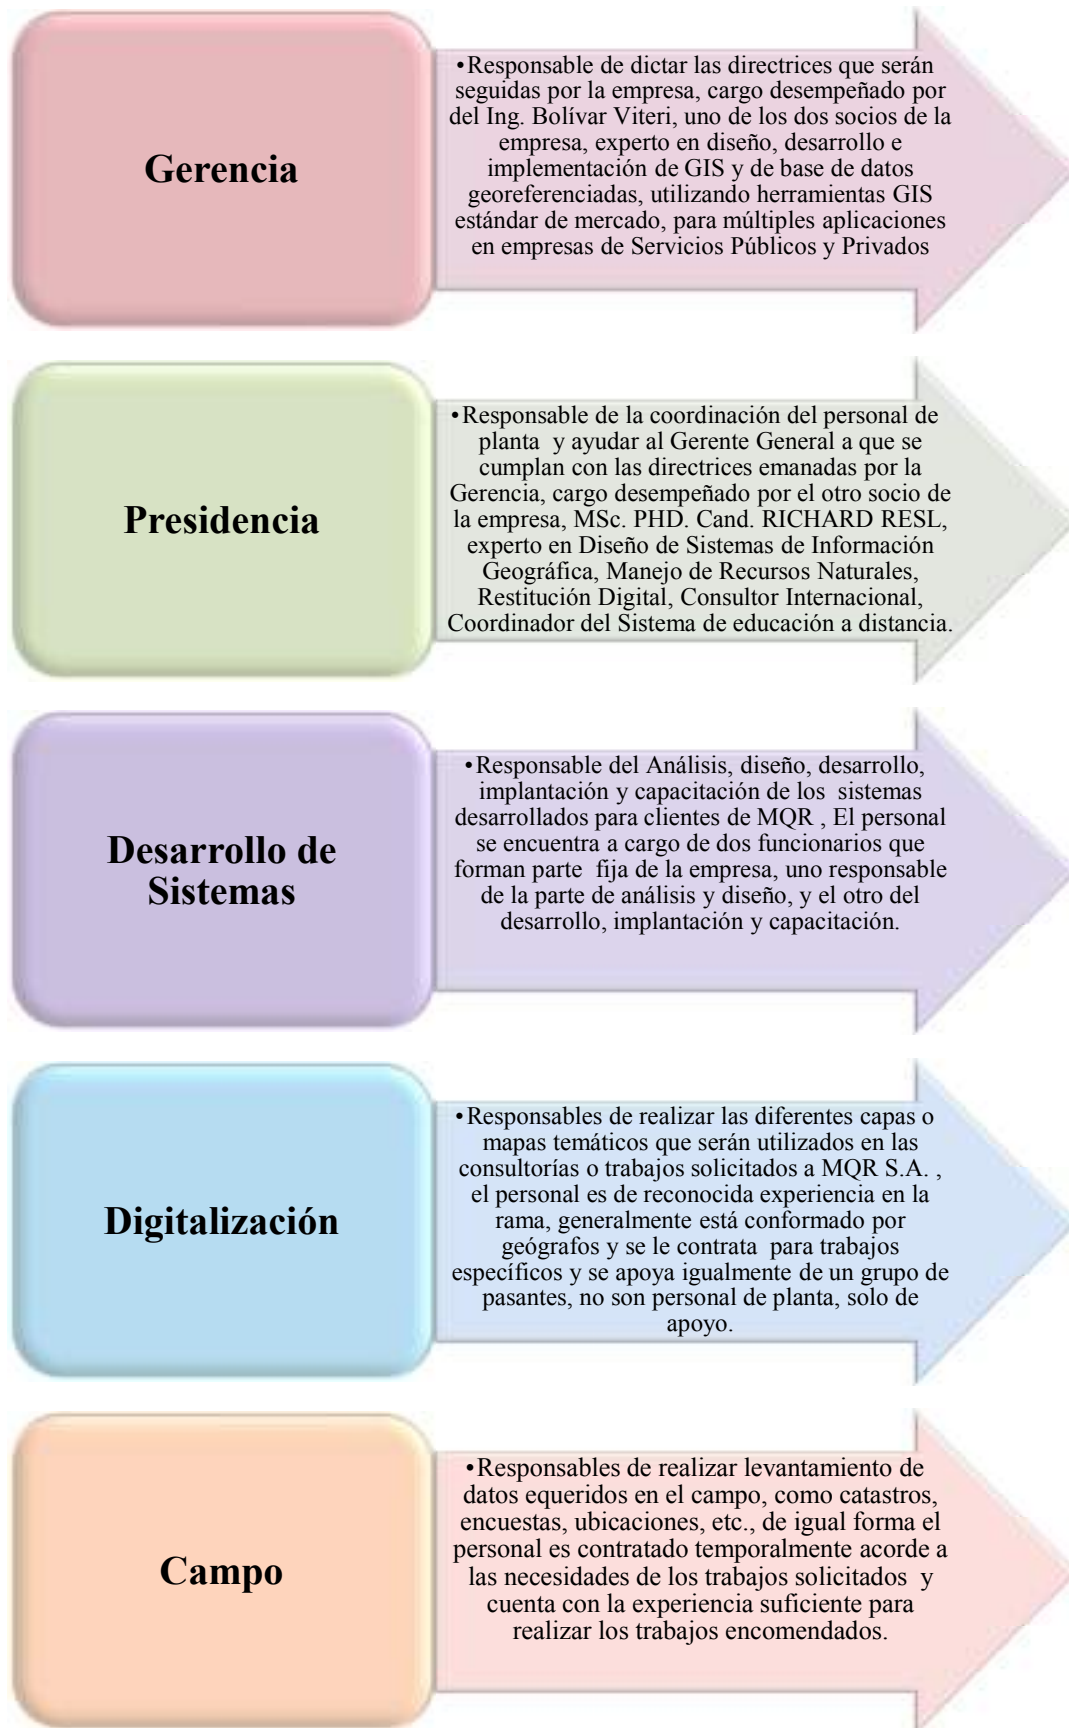 Gerencia
•Responsable de dictar las directrices que serán
seguidas por la empresa, cargo desempeñado por
del Ing. Bolívar Viteri, uno de los dos socios de la
empresa, experto en diseño, desarrollo e
implementación de GIS y de base de datos
georeferenciadas, utilizando herramientas GIS
estándar de mercado, para múltiples aplicaciones
en empresas de Servicios Públicos y Privados
Presidencia
•Responsable de la coordinación del personal de
planta y ayudar al Gerente General a que se
cumplan con las directrices emanadas por la
Gerencia, cargo desempeñado por el otro socio de
la empresa, MSc. PHD. Cand. RICHARD RESL,
experto en Diseño de Sistemas de Información
Geográfica, Manejo de Recursos Naturales,
Restitución Digital, Consultor Internacional,
Coordinador del Sistema de educación a distancia.
Desarrollo de
Sistemas
•Responsable del Análisis, diseño, desarrollo,
implantación y capacitación de los sistemas
desarrollados para clientes de MQR , El personal
se encuentra a cargo de dos funcionarios que
forman parte fija de la empresa, uno responsable
de la parte de análisis y diseño, y el otro del
desarrollo, implantación y capacitación.
Digitalización
•Responsables de realizar las diferentes capas o
mapas temáticos que serán utilizados en las
consultorías o trabajos solicitados a MQR S.A. ,
el personal es de reconocida experiencia en la
rama, generalmente está conformado por
geógrafos y se le contrata para trabajos
específicos y se apoya igualmente de un grupo de
pasantes, no son personal de planta, solo de
apoyo.
Campo
•Responsables de realizar levantamiento de
datos equeridos en el campo, como catastros,
encuestas, ubicaciones, etc., de igual forma el
personal es contratado temporalmente acorde a
las necesidades de los trabajos solicitados y
cuenta con la experiencia suficiente para
realizar los trabajos encomendados.